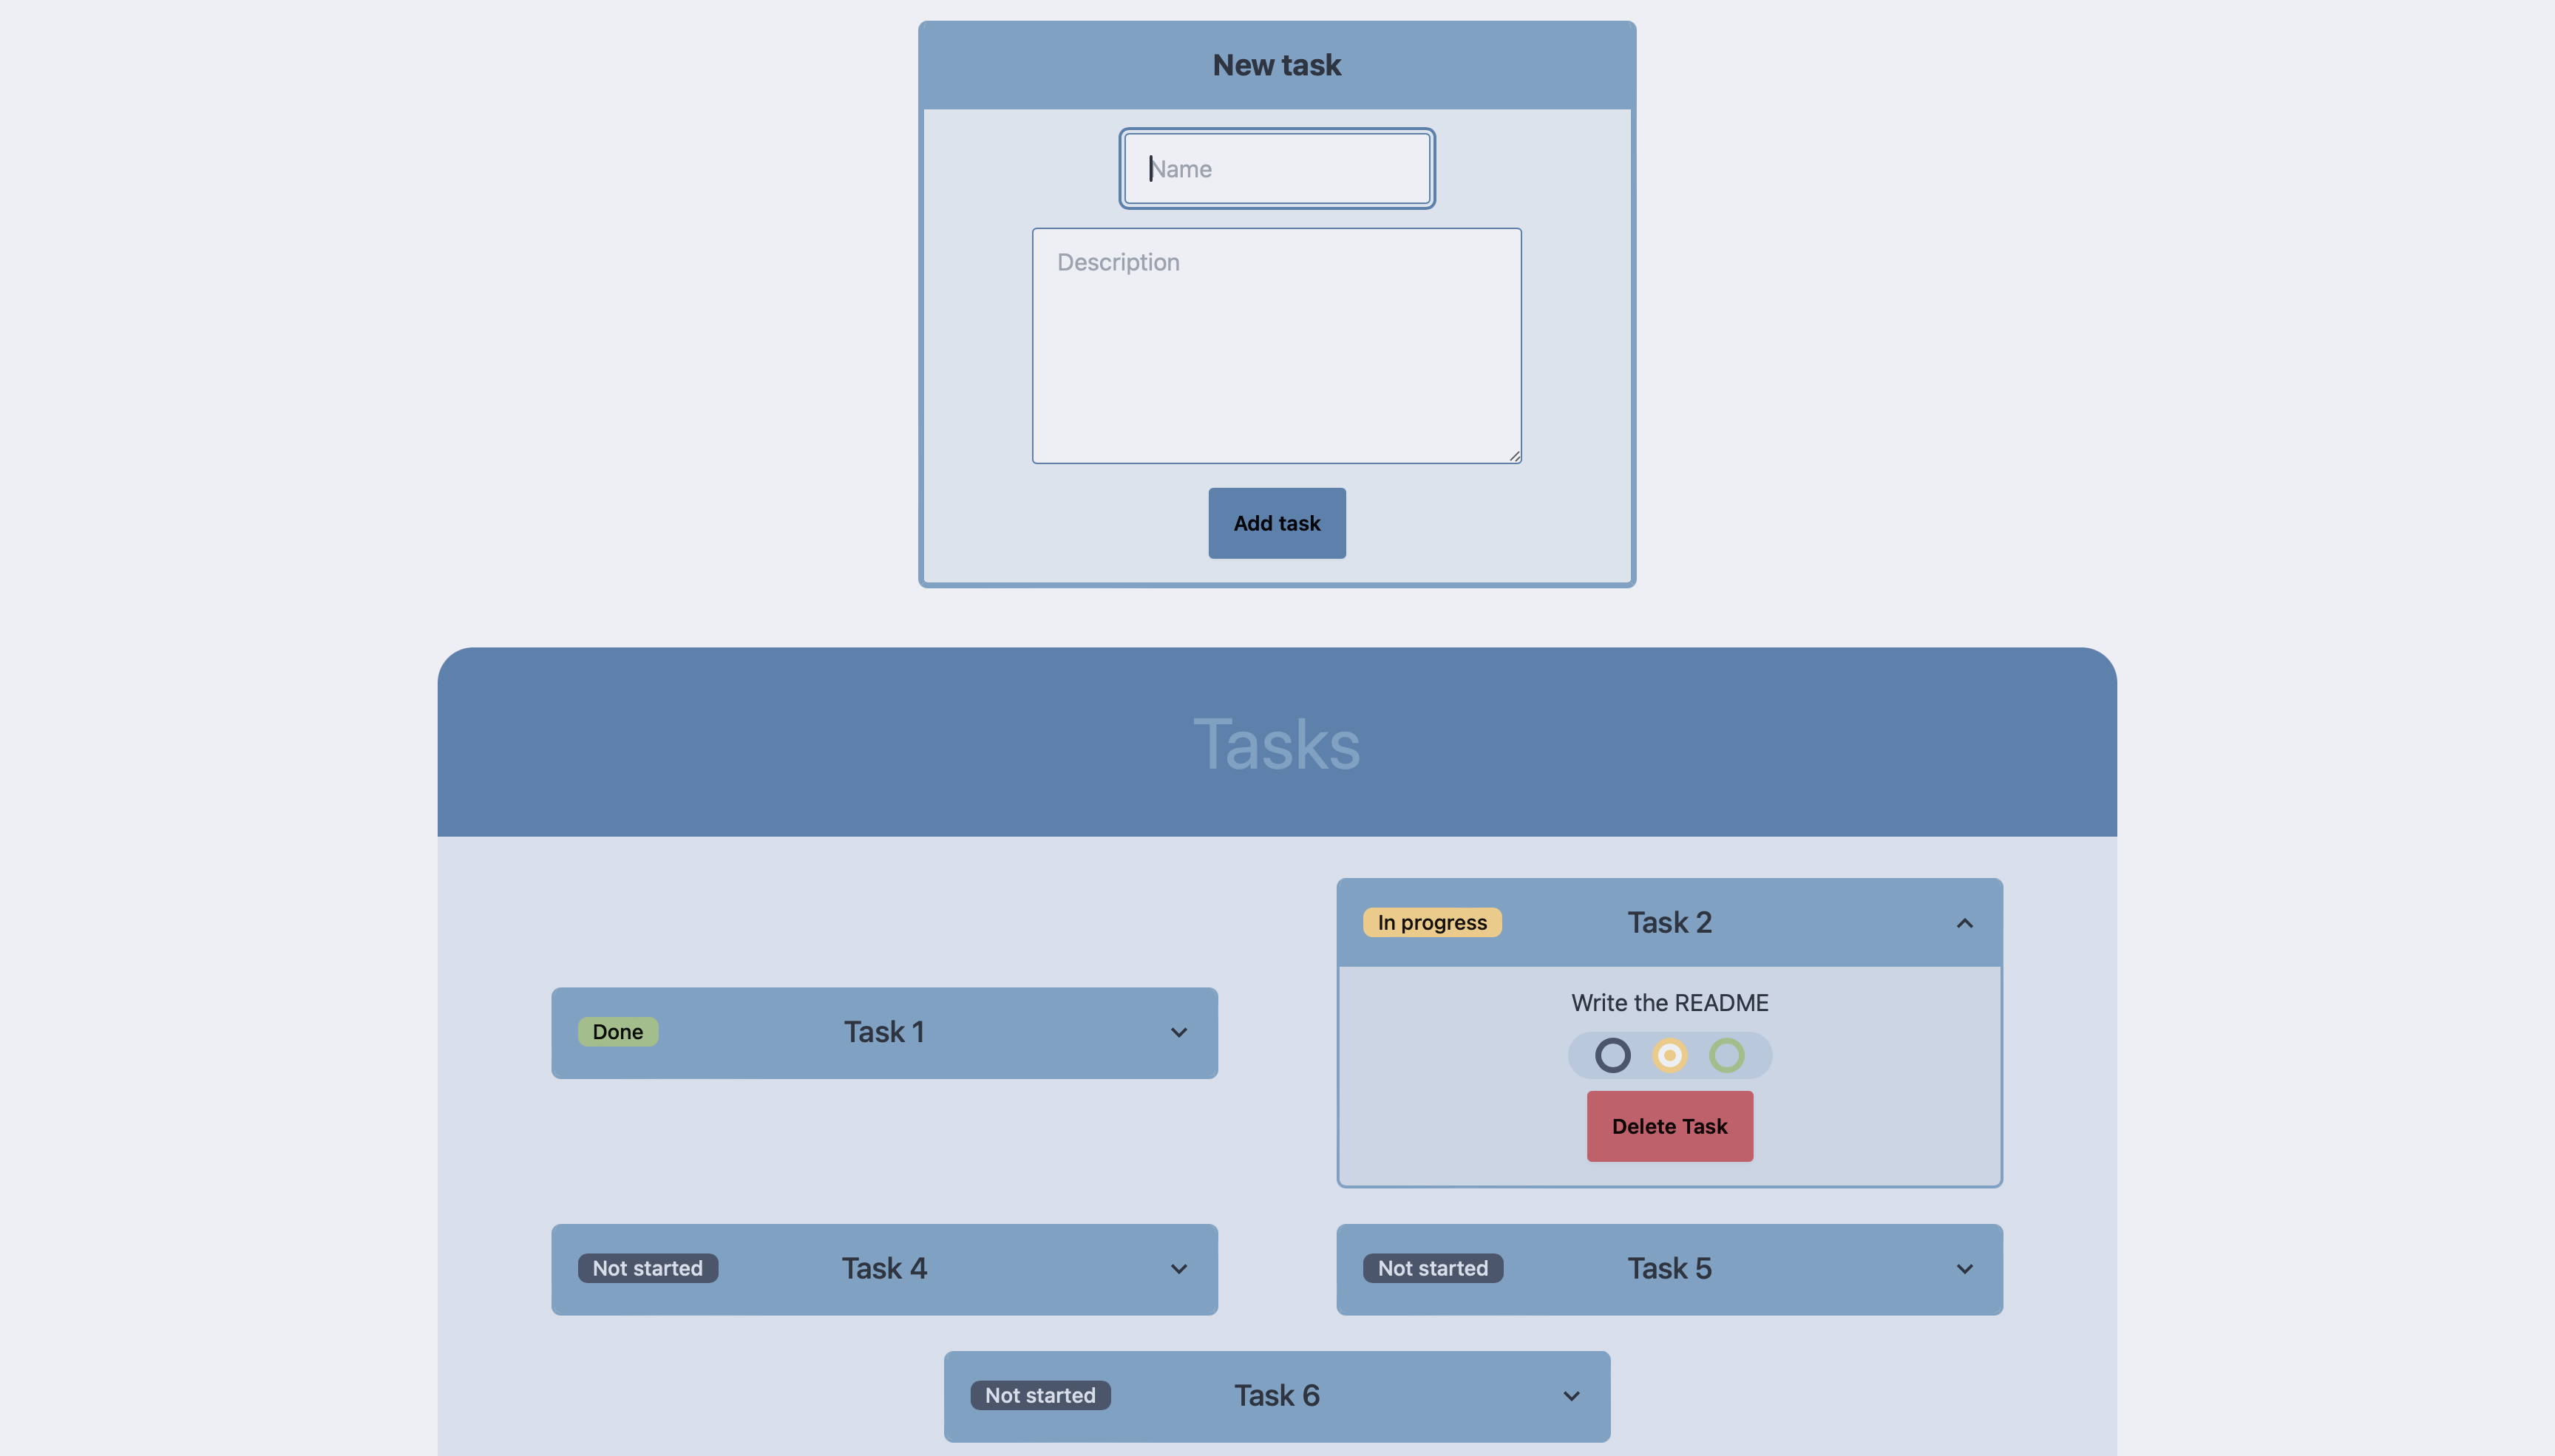 New task
Name
Description
Add task
Tasks
In progress
Task 2
Write the README
Delete Task
Done
Task 1
Not started
Task 4
Not started
Task 5
Not started
Task 6